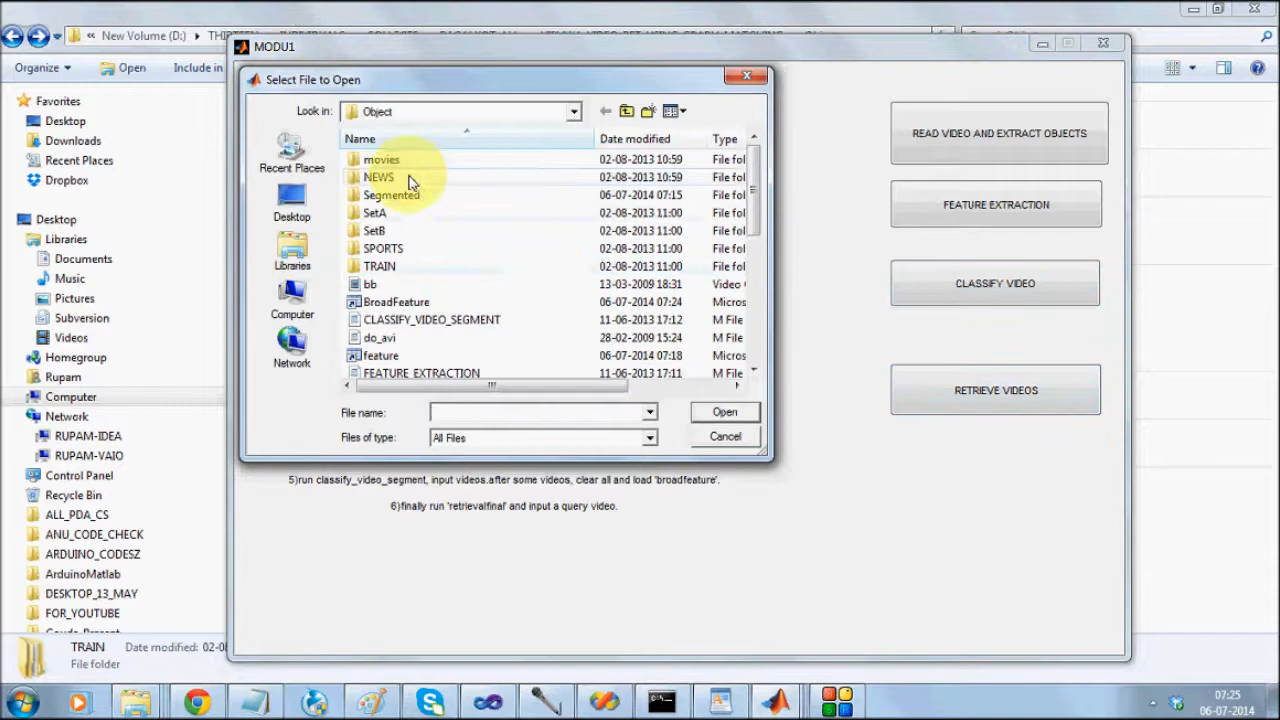 New Volume (D:)
MODU1
Organize
Open
Include in
Select File to Open
Look in:
Object
Name
Date modified
Type
movies
02-08-2013 10:59
File fol
NEWS
02-08-2013 10:59
File fol
Segmented
06-07-2014 07:15
File fol
SetA
02-08-2013 11:00
File fol
SetB
02-08-2013 11:00
File fol
SPORTS
02-08-2013 11:00
File fol
TRAIN
02-08-2013 11:00
File fol
bb
13-03-2009 18:31
Video
BroadFeature
06-07-2014 07:24
Micros
CLASSIFY_VIDEO_SEGMENT
11-06-2013 17:12
M File
do_avi
28-02-2009 15:24
M File
feature
06-07-2014 07:18
Micros
FEATURE_EXTRACTION
11-06-2013 17:11
M File
Recent Places
Desktop
Libraries
Computer
Network
File name:
Open
Files of type:
All Files
Cancel
5)run classify_video_segment, input videos.after some videos, clear all and load 'broadfeature'.
6)finally run 'retrievalfinal' and input a query video.
READ VIDEO AND EXTRACT OBJECTS
FEATURE EXTRACTION
CLASSIFY VIDEO
RETRIEVE VIDEOS
Favorites
Desktop
Downloads
Recent Places
Dropbox
Desktop
Libraries
Documents
Music
Pictures
Subversion
Videos
Homegroup
Rupam
Computer
Network
RUPAM-IDEA
RUPAM-VAIO
Control Panel
Recycle Bin
ALL_PDA_CS
ANU_CODE_CHECK
ARDUINO_CODESZ
ArduinoMatlab
DESKTOP_13_MAY
FOR_YOUTUBE
TRAIN
Date modified: 02-0
File folder
07:25
06-07-2014